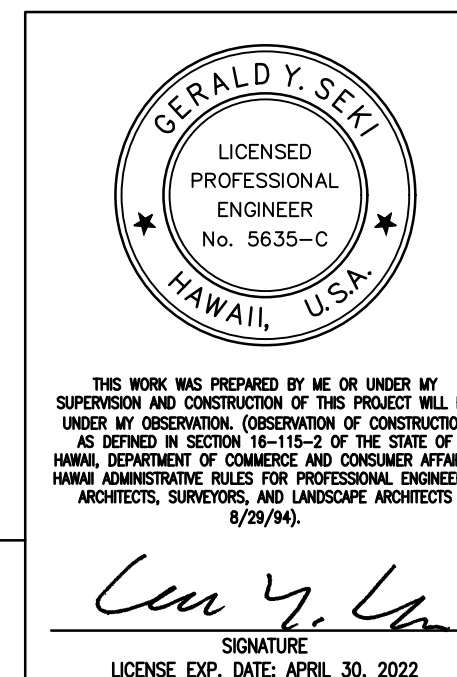 GERALD Y. SEKI
LICENSED
PROFESSIONAL
ENGINEER
No. 5635-C
HAWAII, U.S.A.
THIS WORK WAS PREPARED BY ME OR UNDER MY
SUPERVISION AND CONSTRUCTION OF THIS PROJECT WILL
UNDER MY OBSERVATION. (OBSERVATION OF CONSTRUCTIO
AS DEFINED IN SECTION 16-115-2 OF THE STATE OF
HAWAII, DEPARTMENT OF COMMERCE AND CONSUMER AFFAI
HAWAII ADMINISTRATIVE RULES FOR PROFESSIONAL ENGINEE
ARCHITECTS, SURVEYORS, AND LANDSCAPE ARCHITECTS
8/29/94).
SIGNATURE
LICENSE EXP. DATE: APRIL 30, 2022